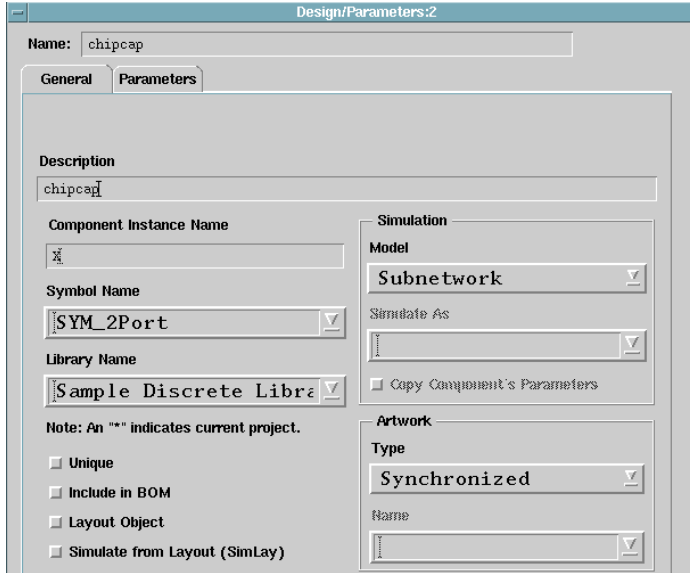 Design/Parameters:2
Name: chipcap
General Parameters
Description
chipcap
Component Instance Name
X
Symbol Name
SYM_2Port
Library Name
Sample Discrete Libra
Note: An "*" indicates current project.
Unique
Include in BOM
Layout Object
Simulate from Layout (SimLay)
Simulation
Model
Subnetwork
Simulate As
Copy Component's Parameters
Artwork
Type
Synchronized
Name